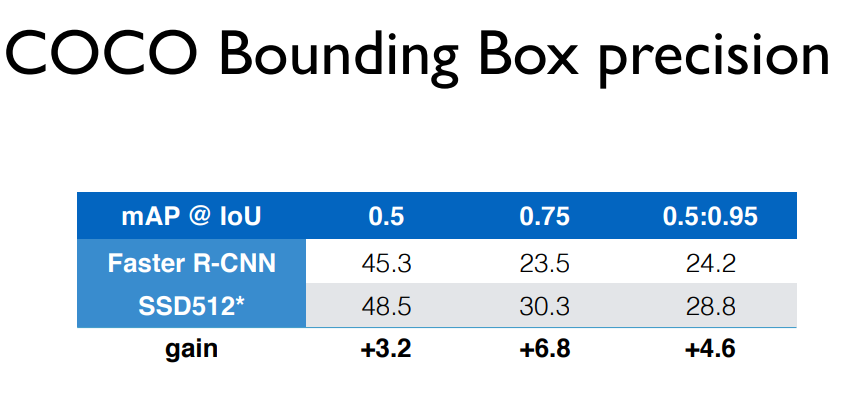 COCO Bounding Box precision
mAP @ IoU 0.5 0.75 0.5:0.95
Faster R-CNN 45.3 23.5 24.2
SSD512* 48.5 30.3 28.8
gain +3.2 +6.8 +4.6